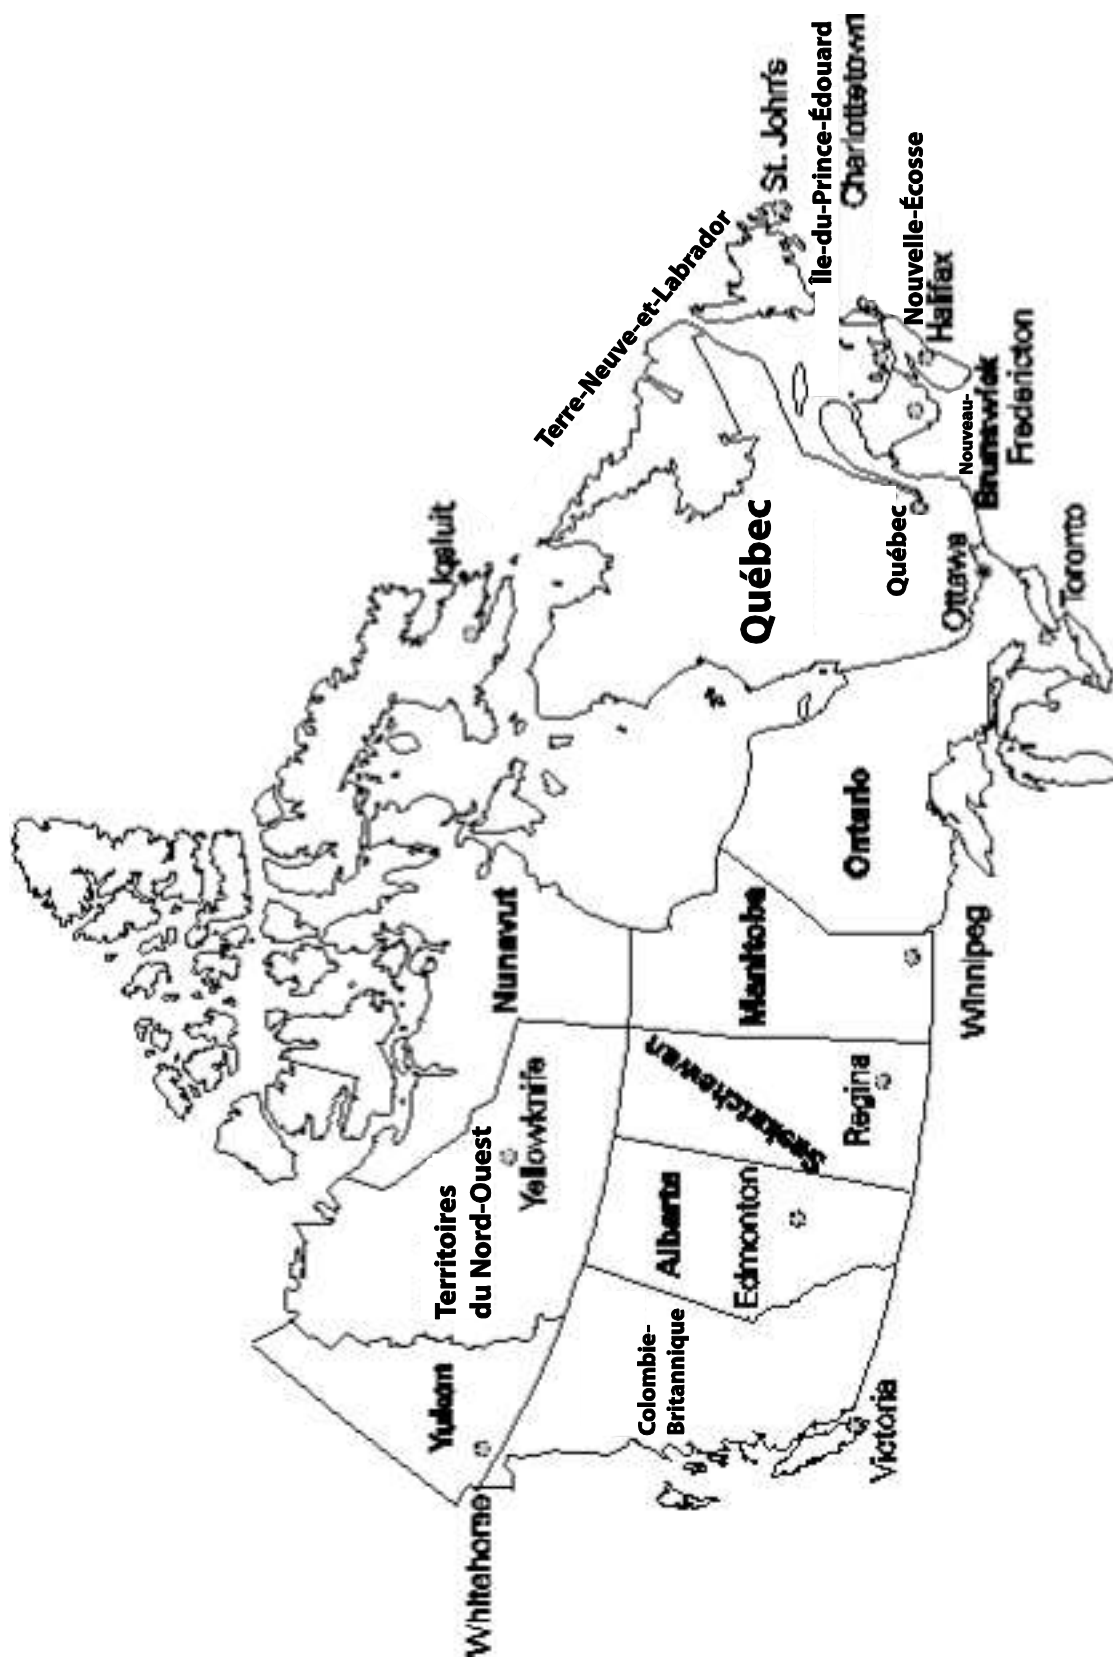 Whitehorse
Yukon
Territoires
du Nord-Ouest
Yellowknife
Nunavut
Iqaluit
Terre-Neuve-et-Labrador
St. John's
Île-du-Prince-Édouard
Charlottetown
Nouvelle-Écosse
Halifax
Nouveau-
Brunswick
Fredericton
Québec
Québec
Ottawa
Toronto
Ontario
Manitoba
Winnipeg
Saskatchewan
Regina
Alberta
Edmonton
Colombie-
Britannique
Victoria